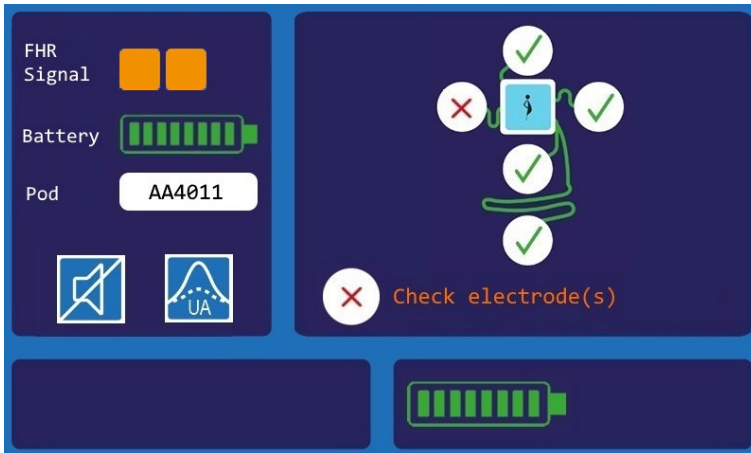 FHR
Signal
Battery
Pod AA4011
UA
Check electrode(s)